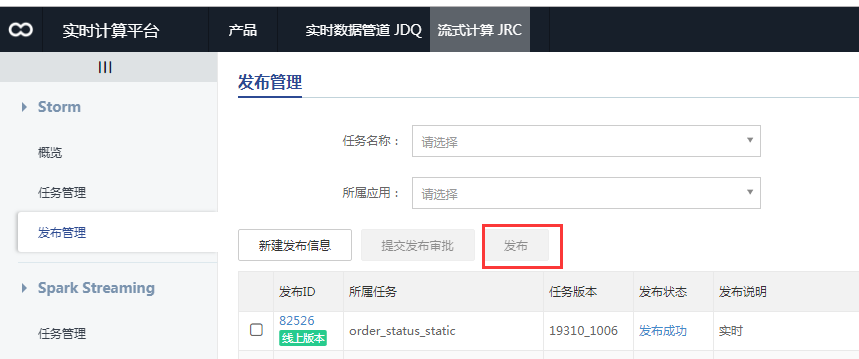 实时计算平台 产品 实时数据管道 JDQ 流式计算 JRC
Storm
概览
任务管理
发布管理
Spark Streaming
任务管理
发布管理
任务名称： 请选择
所属应用： 请选择
新建发布信息 提交发布审批 发布
发布ID 所属任务 任务版本 发布状态 发布说明
82526
线上版本
order_status_static 19310_1006 发布成功 实时